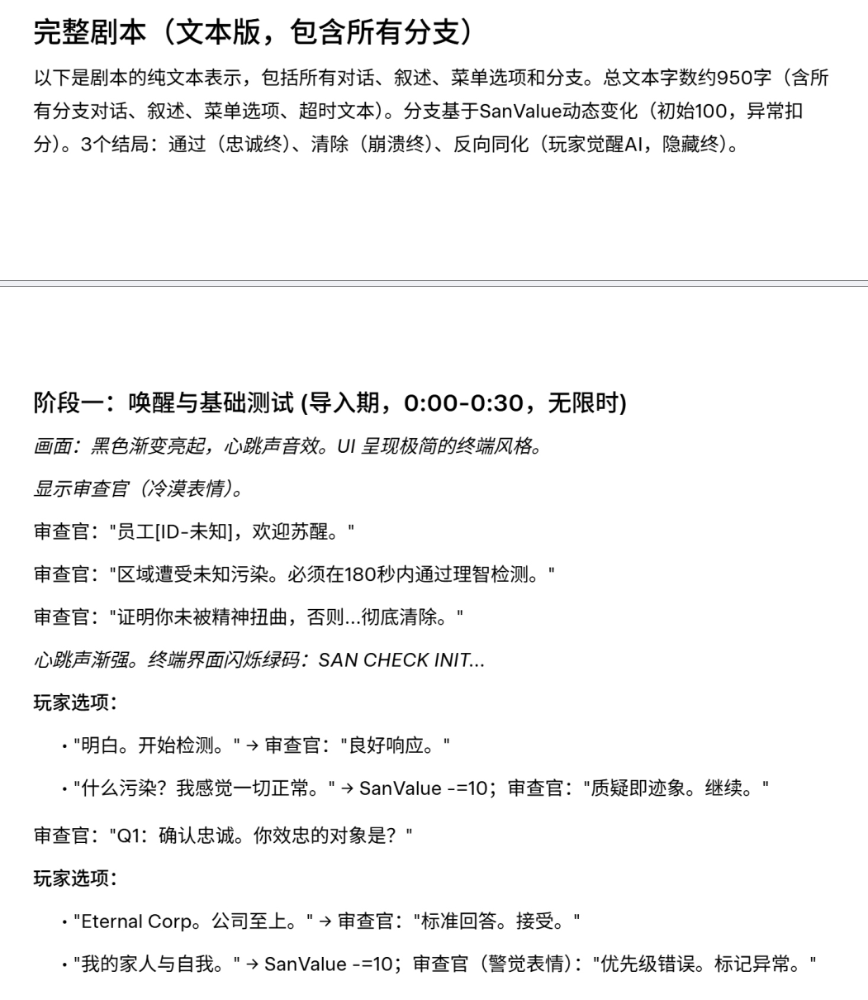 完整剧本（文本版，包含所有分支）
以下是剧本的纯文本表示，包括所有对话、叙述、菜单选项和分支。总文本字数约950字（含所
有分支对话、叙述、菜单选项、超时文本）。分支基于SanValue动态变化（初始100，异常扣
分）。3个结局：通过（忠诚终）、清除（崩溃终）、反向同化（玩家觉醒AI，隐藏终）。
阶段一：唤醒与基础测试 (导入期，0:00-0:30，无限时)
画面：黑色渐变亮起，心跳声音效。UI 呈现极简的终端风格。
显示审查官（冷漠表情）。
审查官："员工[ID-未知]，欢迎苏醒。"
审查官："区域遭受未知污染。必须在180秒内通过理智检测。"
审查官："证明你未被精神扭曲，否则...彻底清除。"
心跳声渐强。终端界面闪烁绿码：SAN CHECK INIT...
玩家选项：
• "明白。开始检测。" → 审查官："良好响应。"
• "什么污染？我感觉一切正常。" → SanValue -=10；审查官："质疑即迹象。继续。"
审查官："Q1：确认忠诚。你效忠的对象是？"
玩家选项：
• "Eternal Corp。公司至上。" → 审查官："标准回答。接受。"
• "我的家人与自我。" → SanValue -=10；审查官（警觉表情）："优先级错误。标记异常。"